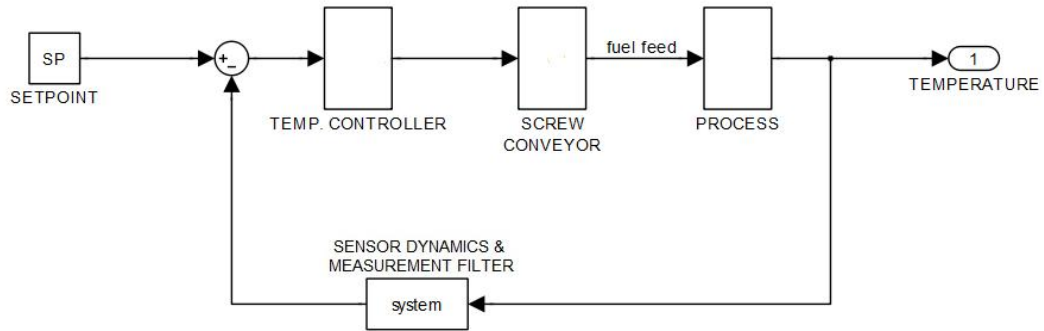 SP
SETPOINT
+
−
TEMP. CONTROLLER
SCREW
CONVEYOR
fuel feed
PROCESS
1
TEMPERATURE
SENSOR DYNAMICS &
MEASUREMENT FILTER
system